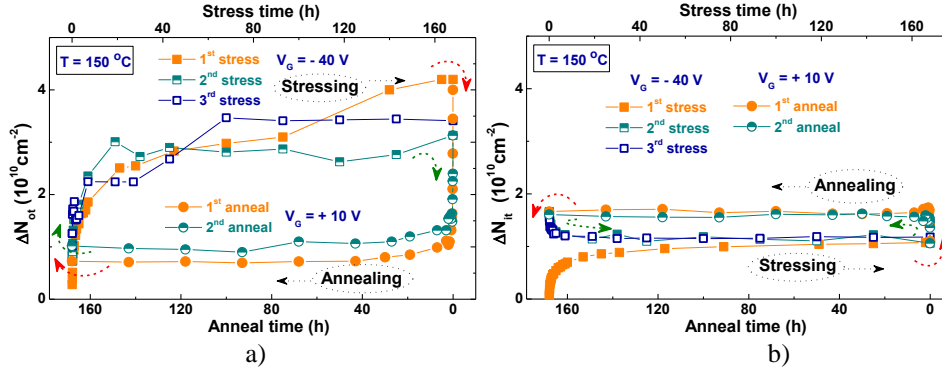 Stress time (h)
0 40 80 120 160
T = 150 °C
1st stress
2nd stress
3rd stress
VG = - 40 V
Stressing
4
3
2
1
0
ΔNot (10^10 cm^-2)
1st anneal
2nd anneal
VG = + 10 V
Annealing
160 120 80 40 0
Anneal time (h)
a)
Stress time (h)
0 40 80 120 160
T = 150 °C
VG = - 40 V
VG = + 10 V
1st stress
2nd stress
3rd stress
1st anneal
2nd anneal
Annealing
Stressing
4
2
0
ΔNit (10^10 cm^-2)
160 120 80 40 0
Anneal time (h)
b)